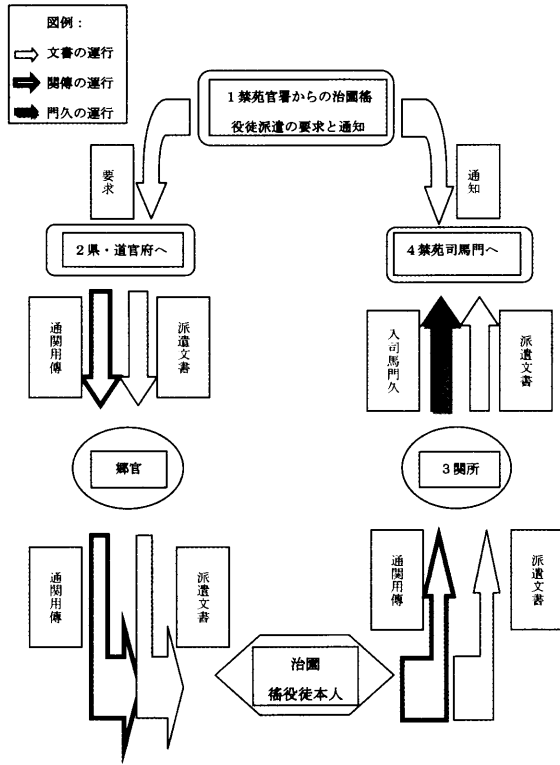 図例：
文書の運行
関傳の運行
門久の運行
1禁苑官署からの治園徭
役徒派遣の要求と通知
要求
通知
2県・道官府へ
4禁苑司馬門へ
通関用傳
派遣文書
入司馬門久
派遣文書
郷官
3関所
通関用傳
派遣文書
通関用傳
派遣文書
治園
徭役徒本人